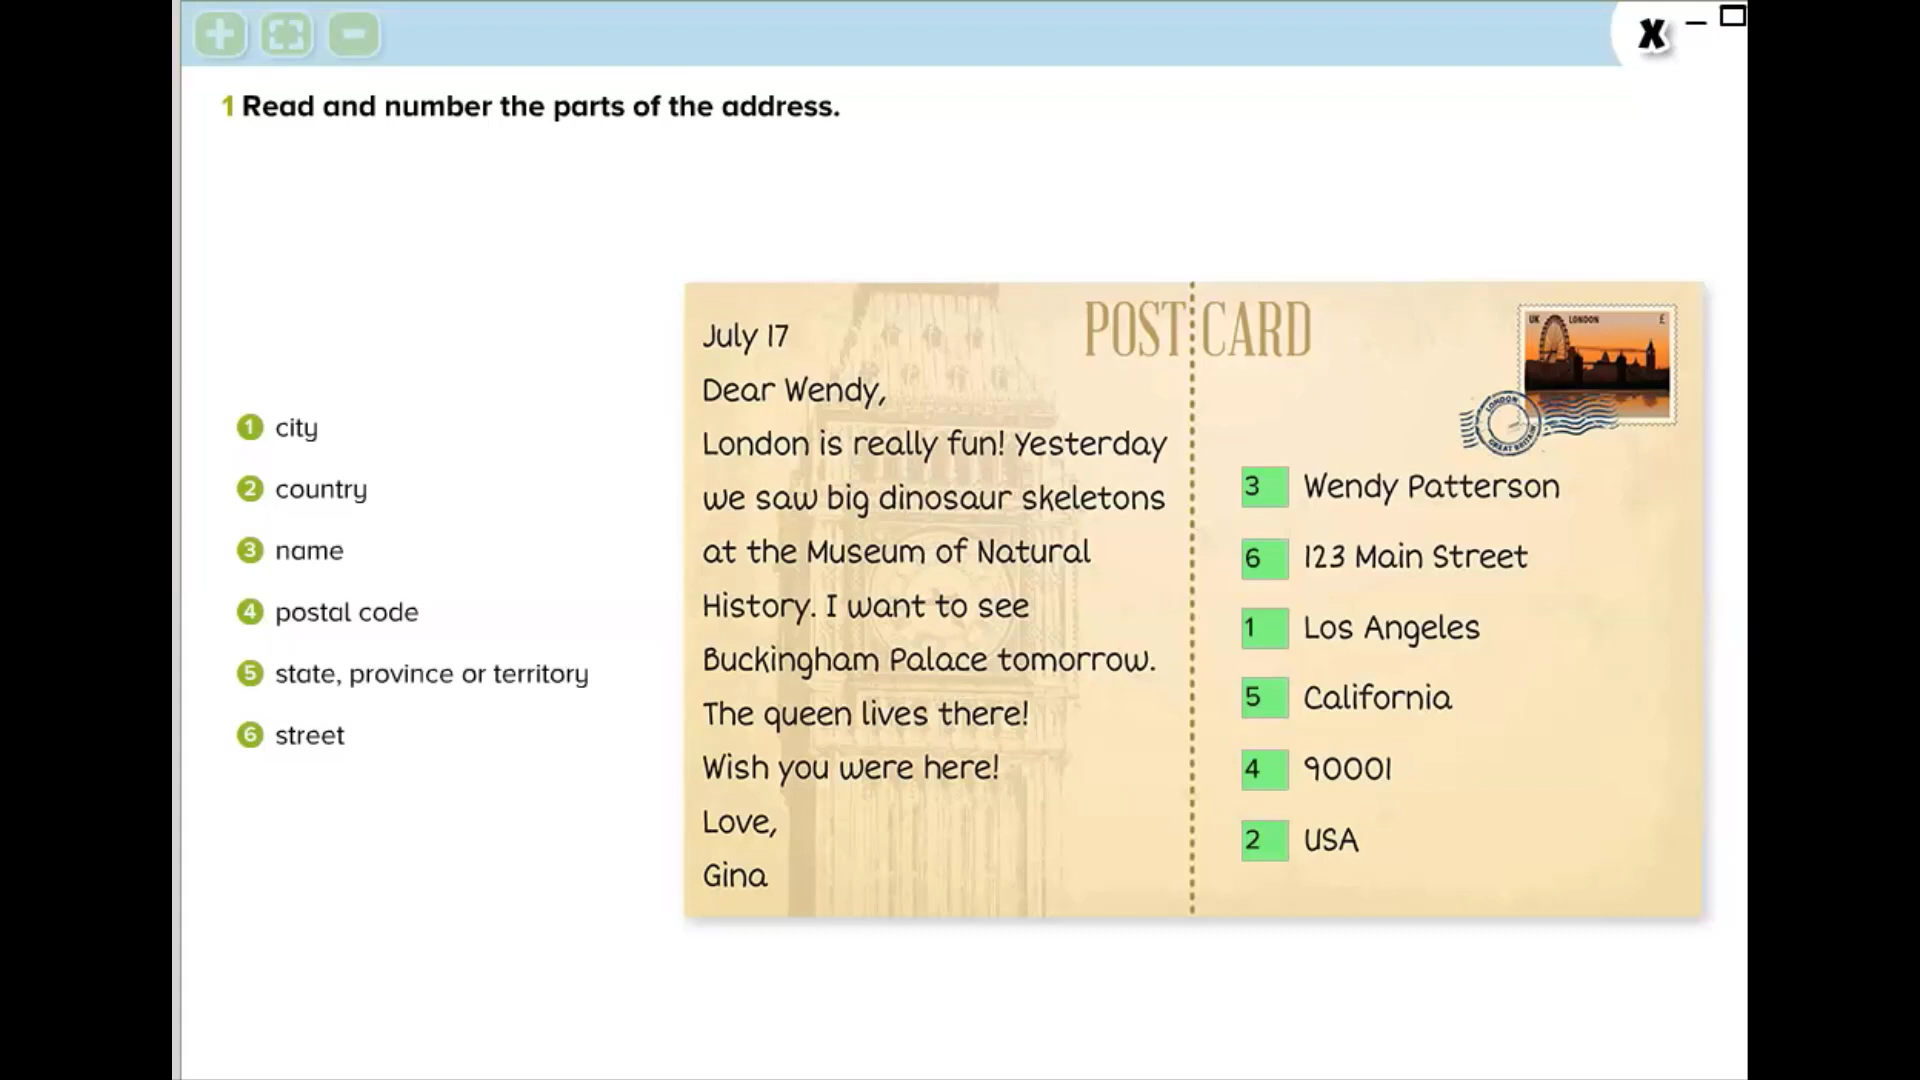 X
1 Read and number the parts of the address.
1 city
2 country
3 name
4 postal code
5 state, province or territory
6 street
POST CARD
July 17
Dear Wendy,
London is really fun! Yesterday
we saw big dinosaur skeletons
at the Museum of Natural
History. I want to see
Buckingham Palace tomorrow.
The queen lives there!
Wish you were here!
Love,
Gina
UK LONDON £
LONDON
GREAT BRITAIN
3 Wendy Patterson
6 123 Main Street
1 Los Angeles
5 California
4 90001
2 USA